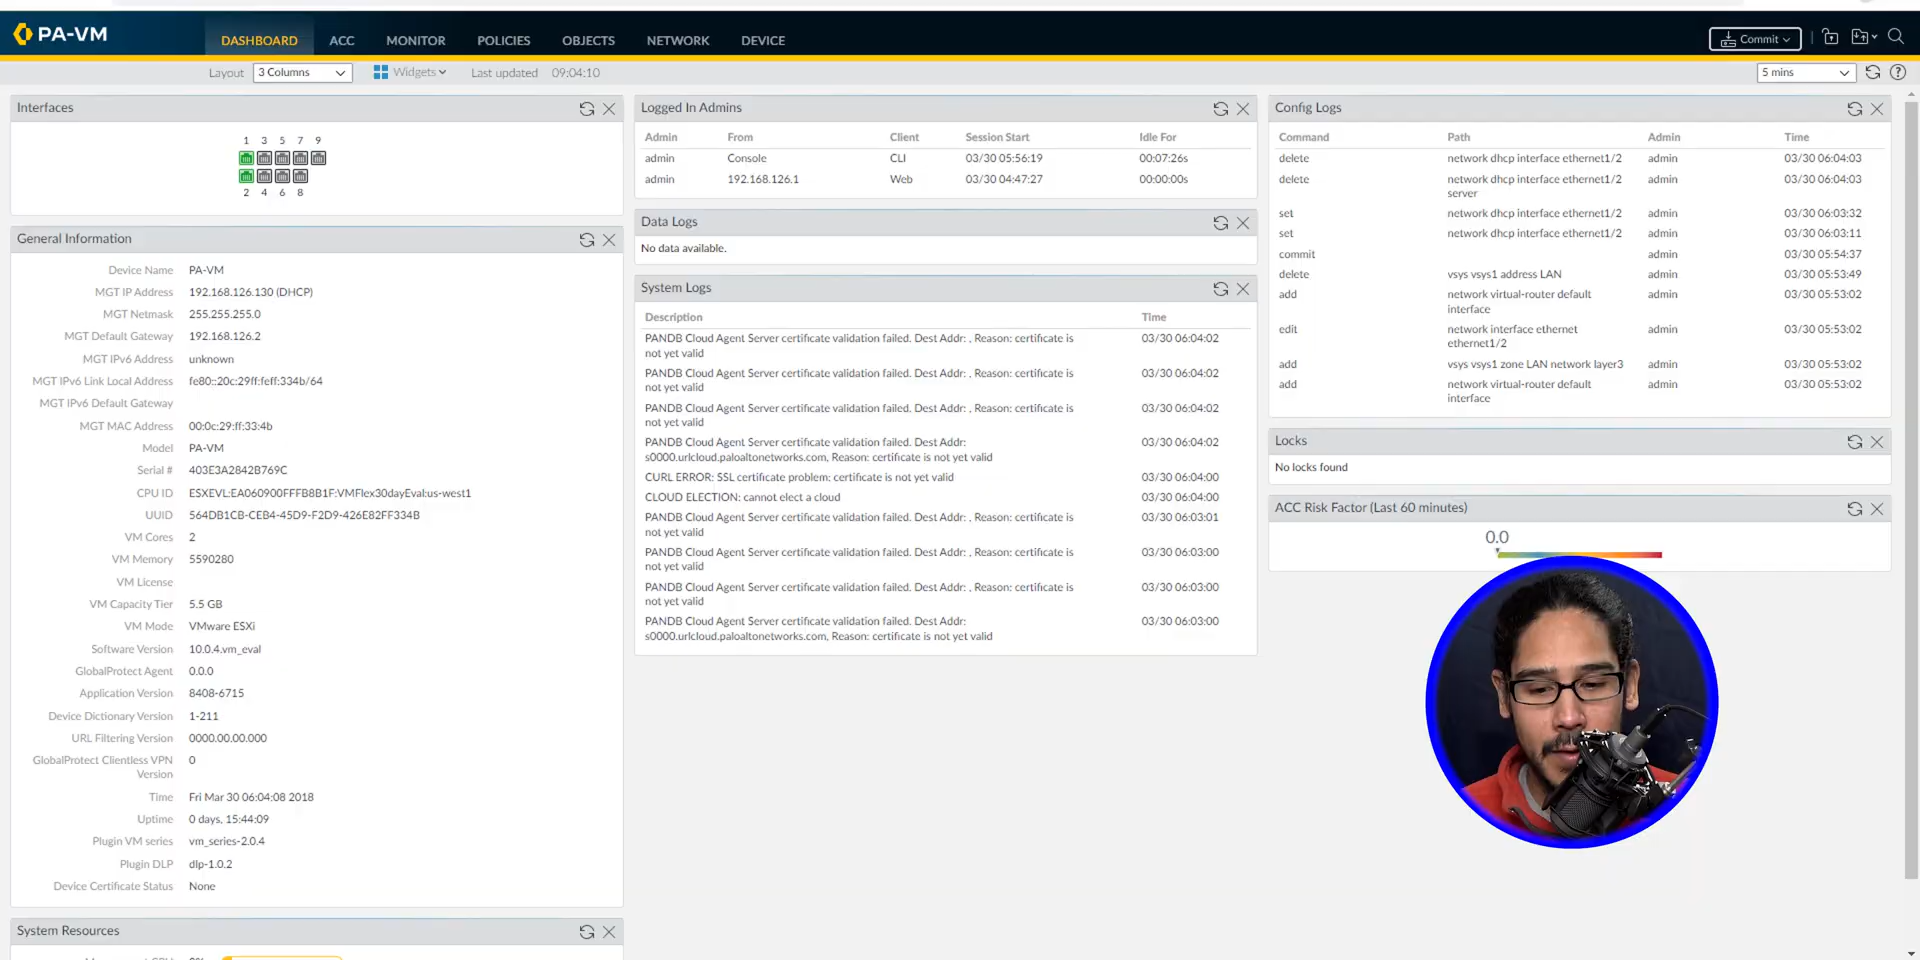 PA-VM
DASHBOARD ACC MONITOR POLICIES OBJECTS NETWORK DEVICE
Commit
Layout 3 Columns Widgets Last updated 09:04:10
5 mins
Interfaces
1 3 5 7 9
2 4 6 8
General Information
Device Name PA-VM
MGT IP Address 192.168.126.130 (DHCP)
MGT Netmask 255.255.255.0
MGT Default Gateway 192.168.126.2
MGT IPv6 Address unknown
MGT IPv6 Link Local Address fe80::20c:29ff:feff:334b/64
MGT IPv6 Default Gateway
MGT MAC Address 00:0c:29:ff:33:4b
Model PA-VM
Serial # 403E3A2842B769C
CPU ID ESXEVL:EA060900FFFB8B1F:VMFlex30dayEval:us-west1
UUID 564DB1CB-CEB4-45D9-F2D9-426E82FF334B
VM Cores 2
VM Memory 5590280
VM License
VM Capacity Tier 5.5 GB
VM Mode VMware ESXi
Software Version 10.0.4.vm_eval
GlobalProtect Agent 0.0.0
Application Version 8408-6715
Device Dictionary Version 1-211
URL Filtering Version 0000.00.00.000
GlobalProtect Clientless VPN 0
Version
Time Fri Mar 30 06:04:08 2018
Uptime 0 days, 15:44:09
Plugin VM series vm_series-2.0.4
Plugin DLP dlp-1.0.2
Device Certificate Status None
System Resources
Logged In Admins
Admin From Client Session Start Idle For
admin Console CLI 03/30 05:56:19 00:07:26s
admin 192.168.126.1 Web 03/30 04:47:27 00:00:00s
Data Logs
No data available.
System Logs
Description Time
PANDB Cloud Agent Server certificate validation failed. Dest Addr: , Reason: certificate is 03/30 06:04:02
not yet valid
PANDB Cloud Agent Server certificate validation failed. Dest Addr: , Reason: certificate is 03/30 06:04:02
not yet valid
PANDB Cloud Agent Server certificate validation failed. Dest Addr: , Reason: certificate is 03/30 06:04:02
not yet valid
PANDB Cloud Agent Server certificate validation failed. Dest Addr: 03/30 06:04:02
s0000.urlcloud.paloaltonetworks.com, Reason: certificate is not yet valid
CURL ERROR: SSL certificate problem: certificate is not yet valid 03/30 06:04:00
CLOUD ELECTION: cannot elect a cloud 03/30 06:04:00
PANDB Cloud Agent Server certificate validation failed. Dest Addr: , Reason: certificate is 03/30 06:03:01
not yet valid
PANDB Cloud Agent Server certificate validation failed. Dest Addr: , Reason: certificate is 03/30 06:03:00
not yet valid
PANDB Cloud Agent Server certificate validation failed. Dest Addr: , Reason: certificate is 03/30 06:03:00
not yet valid
PANDB Cloud Agent Server certificate validation failed. Dest Addr: 03/30 06:03:00
s0000.urlcloud.paloaltonetworks.com, Reason: certificate is not yet valid
Config Logs
Command Path Admin Time
delete network dhcp interface ethernet1/2 admin 03/30 06:04:03
delete network dhcp interface ethernet1/2 admin 03/30 06:04:03
server
set network dhcp interface ethernet1/2 admin 03/30 06:03:32
set network dhcp interface ethernet1/2 admin 03/30 06:03:11
commit admin 03/30 05:54:37
delete vsys vsys1 address LAN admin 03/30 05:53:49
add network virtual-router default admin 03/30 05:53:02
interface
edit network interface ethernet admin 03/30 05:53:02
ethernet1/2
add vsys vsys1 zone LAN network layer3 admin 03/30 05:53:02
add network virtual-router default admin 03/30 05:53:02
interface
Locks
No locks found
ACC Risk Factor (Last 60 minutes)
0.0